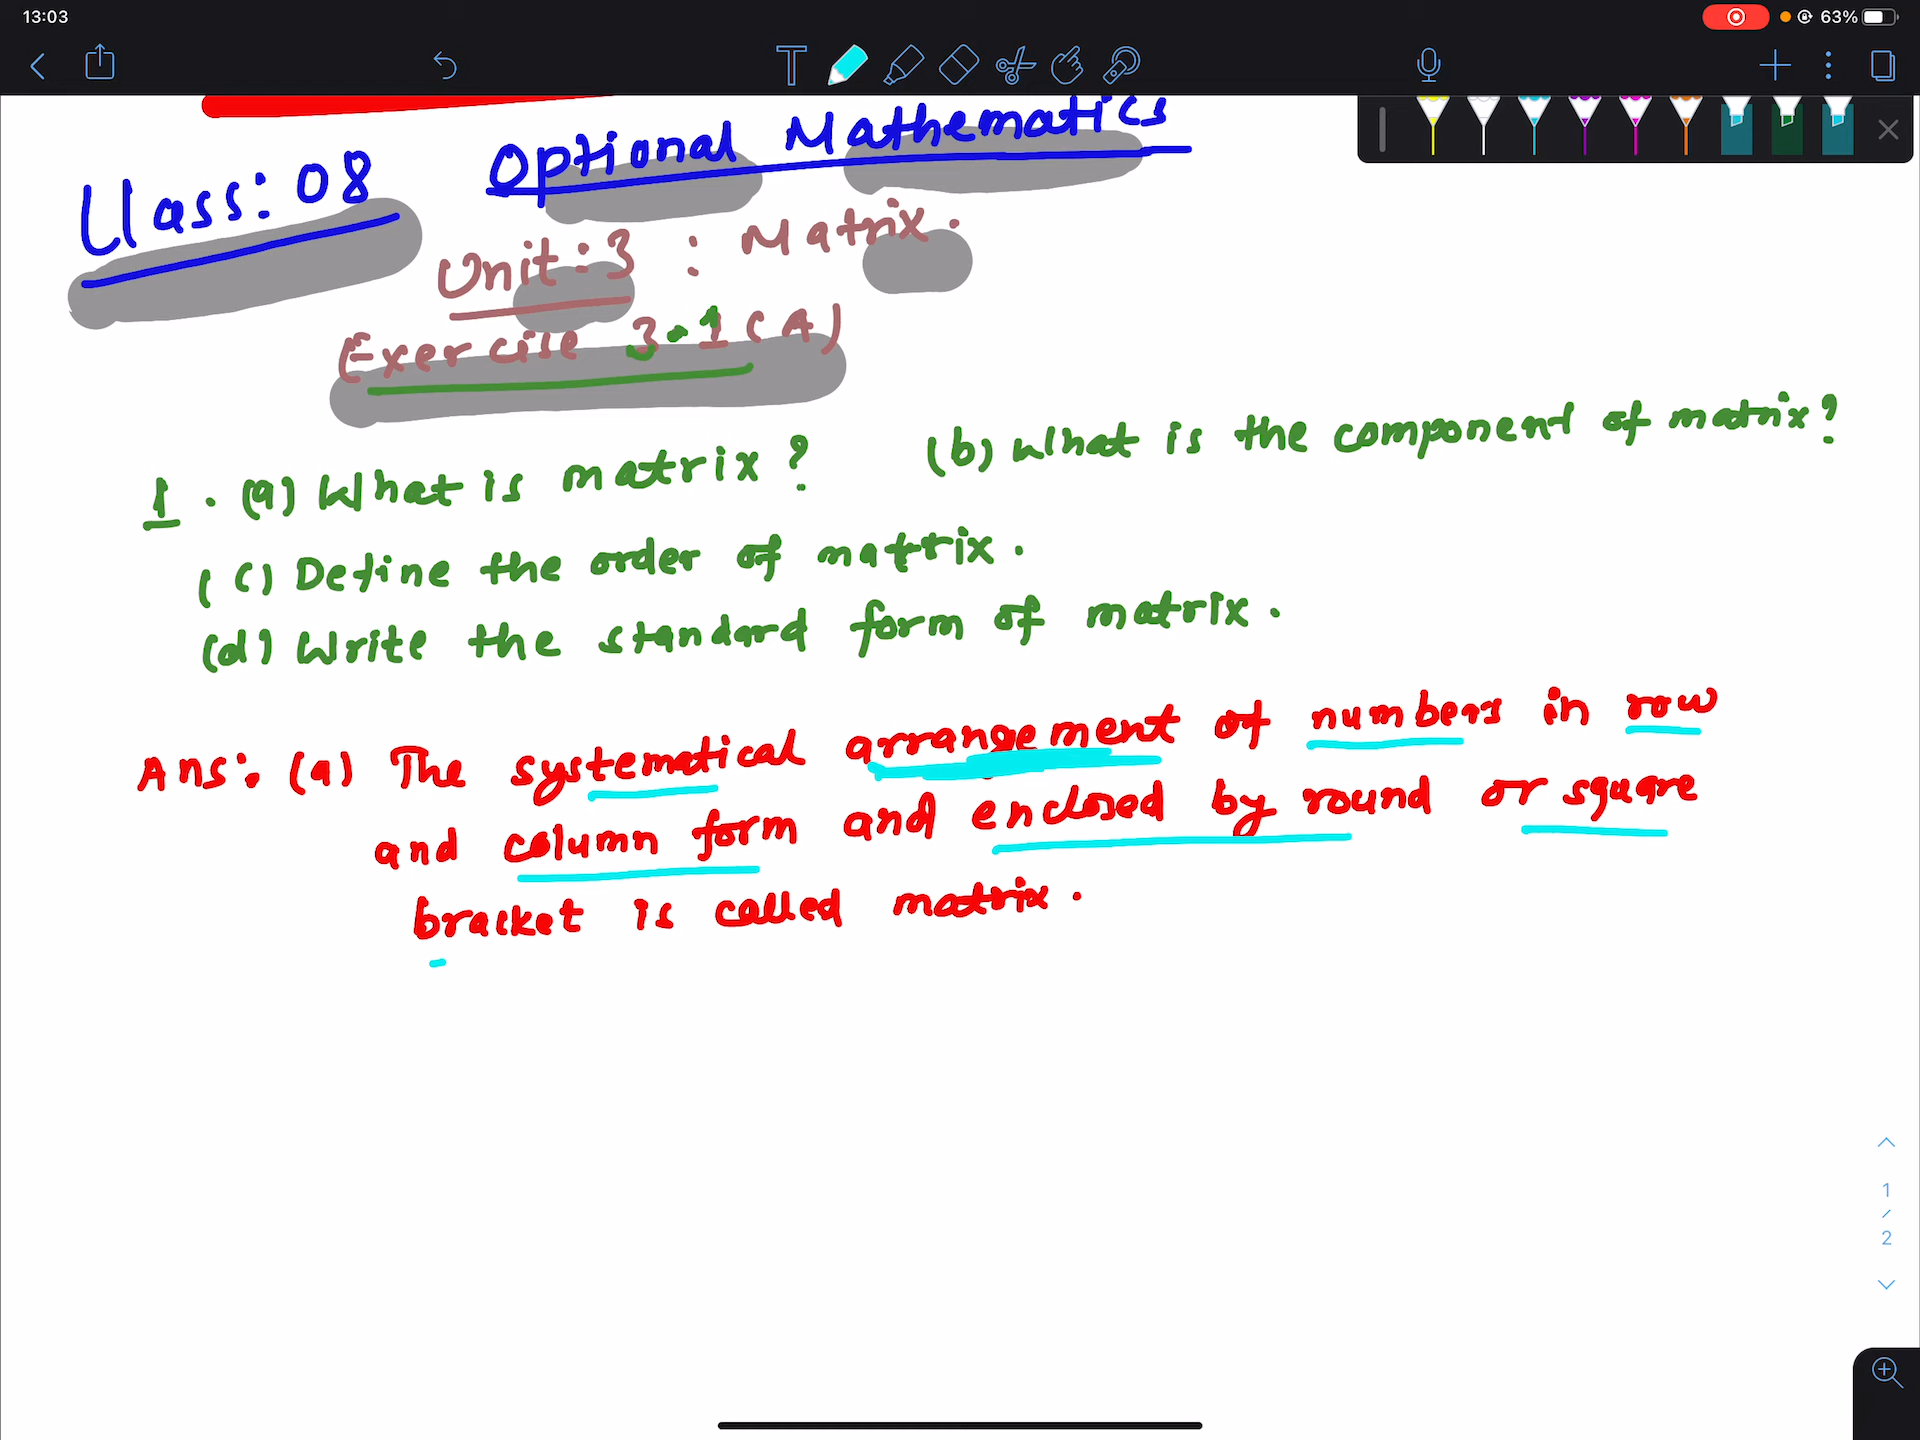 13:03
63%
Optional Mathematics
Class: 08
Unit: 3 : Matrix.
Exercise 3.1 (A)
1. (a) What is matrix? (b) What is the component of matrix?
(c) Define the order of matrix.
(d) Write the standard form of matrix.
Ans: (a) The systematical arrangement of numbers in row
and column form and enclosed by round or square
bracket is called matrix.
1
/
2